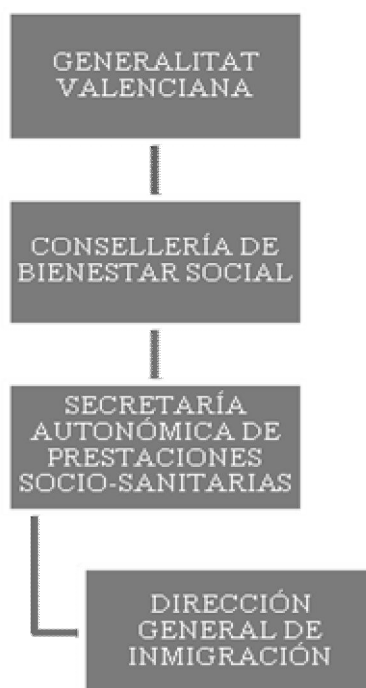 GENERALITAT
VALENCIANA
CONSELLERÍA DE
BIENESTAR SOCIAL
SECRETARÍA
AUTONÓMICA DE
PRESTACIONES
SOCIO-SANITARIAS
DIRECCIÓN
GENERAL DE
INMIGRACIÓN